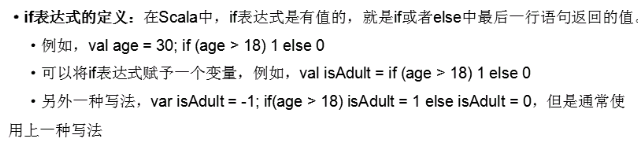 • if表达式的定义：在Scala中，if表达式是有值的，就是if或者else中最后一行语句返回的值。
• 例如，val age = 30; if (age > 18) 1 else 0
• 可以将if表达式赋予一个变量，例如，val isAdult = if (age > 18) 1 else 0
• 另外一种写法，var isAdult = -1; if(age > 18) isAdult = 1 else isAdult = 0，但是通常使
用上一种写法